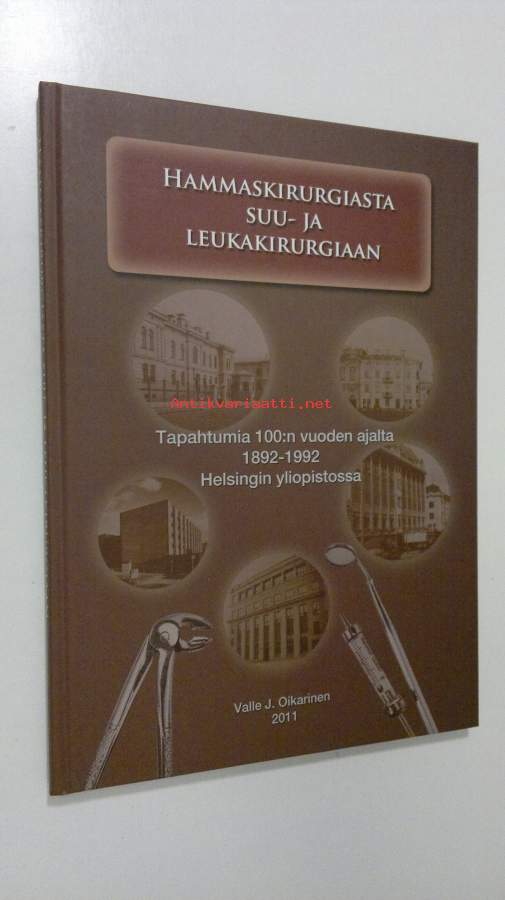 HAMMASKIRURGIASTA
SUU- JA
LEUKAKIRURGIAAN
Antikvariaatti.net
Tapahtumia 100:n vuoden ajalta
1892-1992
Helsingin yliopistossa
Valle J. Oikarinen
2011